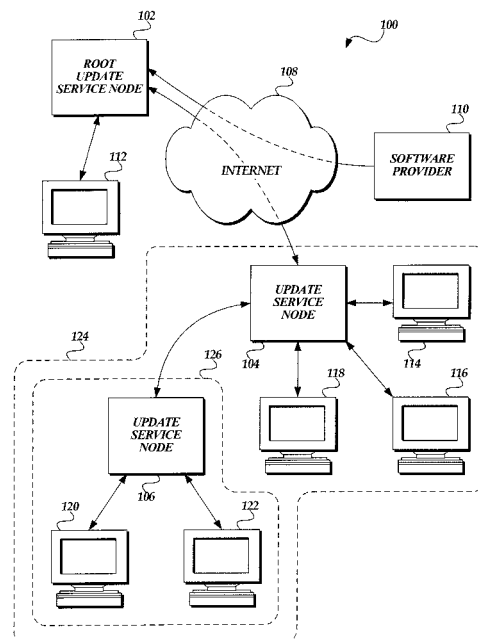 102
100
ROOT
UPDATE
SERVICE NODE
108
110
112
INTERNET
SOFTWARE
PROVIDER
UPDATE
SERVICE
NODE
124
126
104
114
118
116
UPDATE
SERVICE
NODE
106
120
122